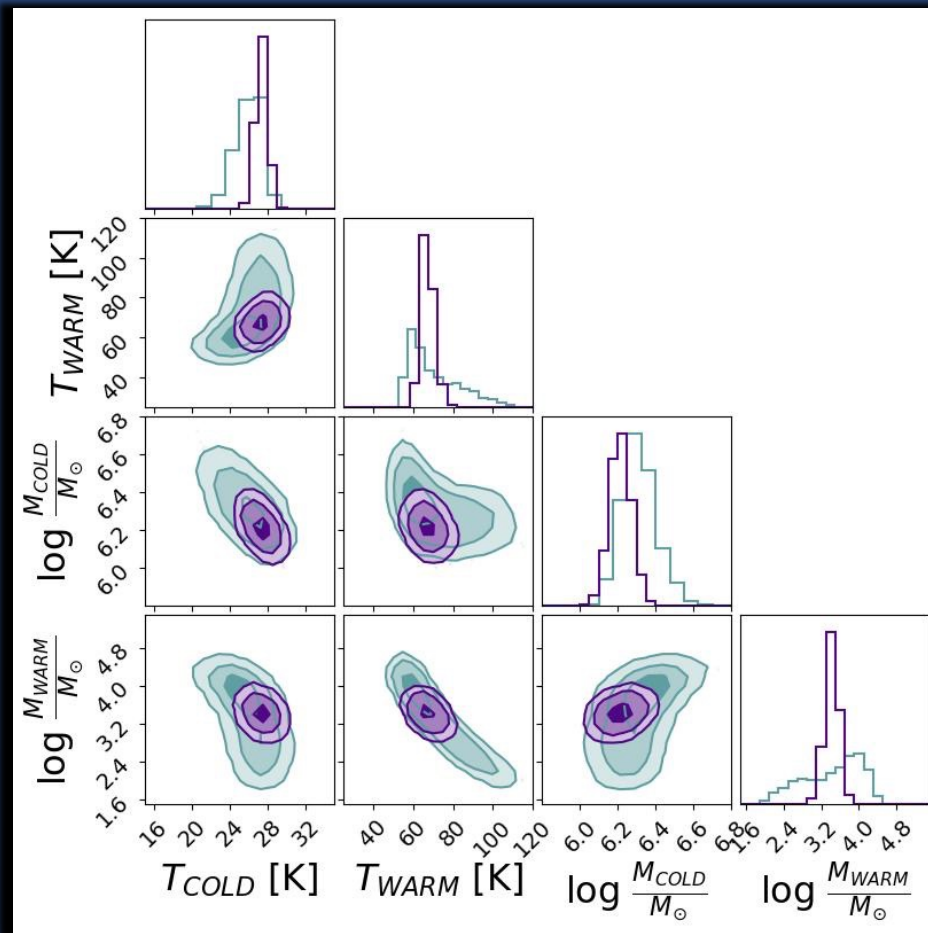 T_WARM [K]
120
100
80
60
40
log M_COLD/M_⊙
6.8
6.6
6.4
6.2
6.0
log M_WARM/M_⊙
4.8
4.0
3.2
2.4
1.6
16 20 24 28 32
40 60 80 100 120
6.0 6.2 6.4 6.6 6.8
1.6 2.4 3.2 4.0 4.8
T_COLD [K] T_WARM [K] log M_COLD/M_⊙ log M_WARM/M_⊙